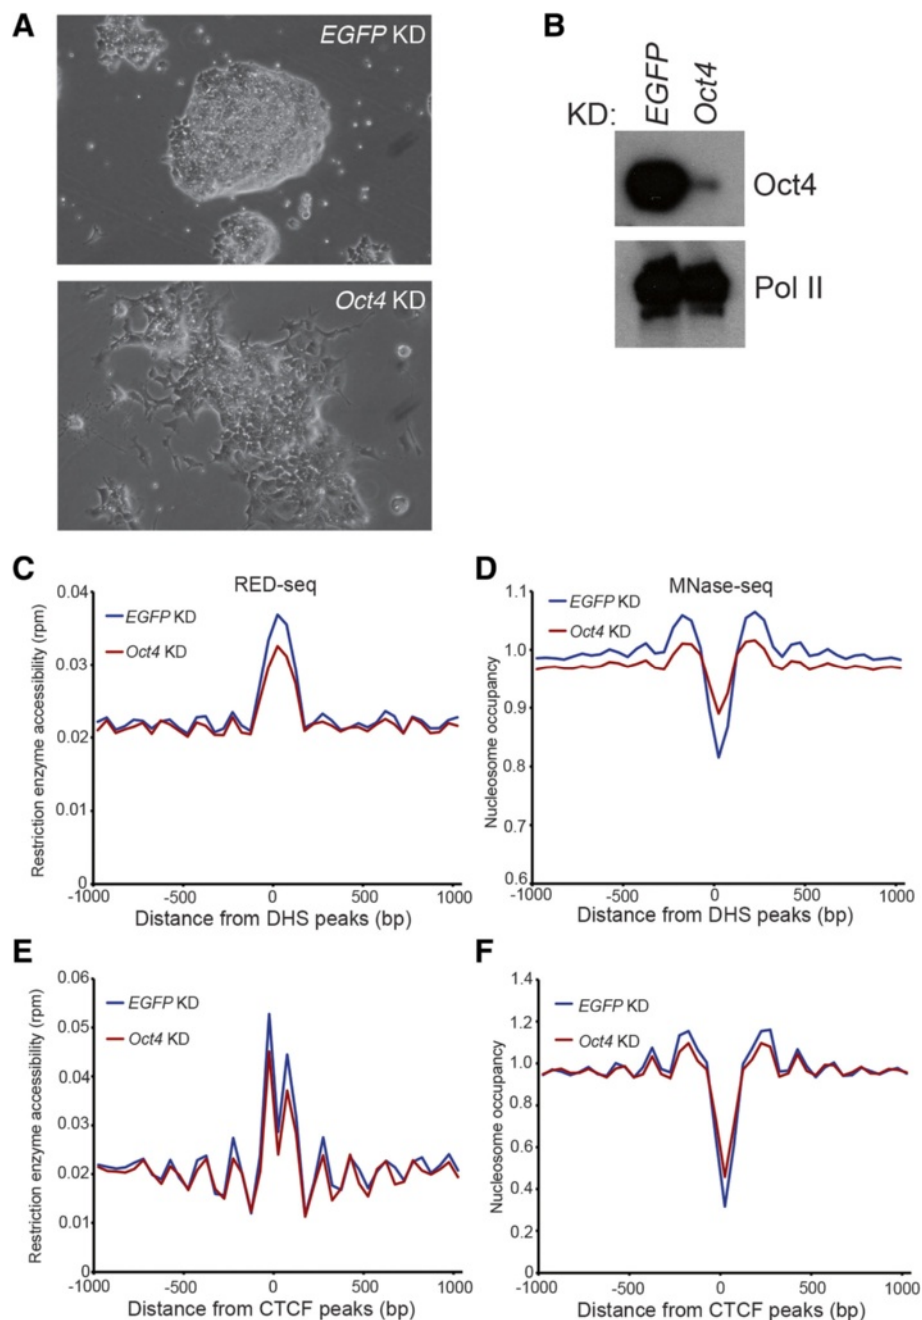 A
EGFP KD
Oct4 KD
B
KD: EGFP Oct4
Oct4
Pol II
C
RED-seq
Restriction enzyme accessibility (rpm)
0.04
0.03
0.02
0.01
0
EGFP KD
Oct4 KD
-1000 -500 0 500 1000
Distance from DHS peaks (bp)
D
MNase-seq
Nucleosome occupancy
1.1
1.0
0.9
0.8
0.7
0.6
EGFP KD
Oct4 KD
-1000 -500 0 500 1000
Distance from DHS peaks (bp)
E
Restriction enzyme accessibility (rpm)
0.06
0.05
0.04
0.03
0.02
0.01
0
EGFP KD
Oct4 KD
-1000 -500 0 500 1000
Distance from CTCF peaks (bp)
F
Nucleosome occupancy
1.4
1.2
1.0
0.8
0.6
0.4
0.2
0
EGFP KD
Oct4 KD
-1000 -500 0 500 1000
Distance from CTCF peaks (bp)